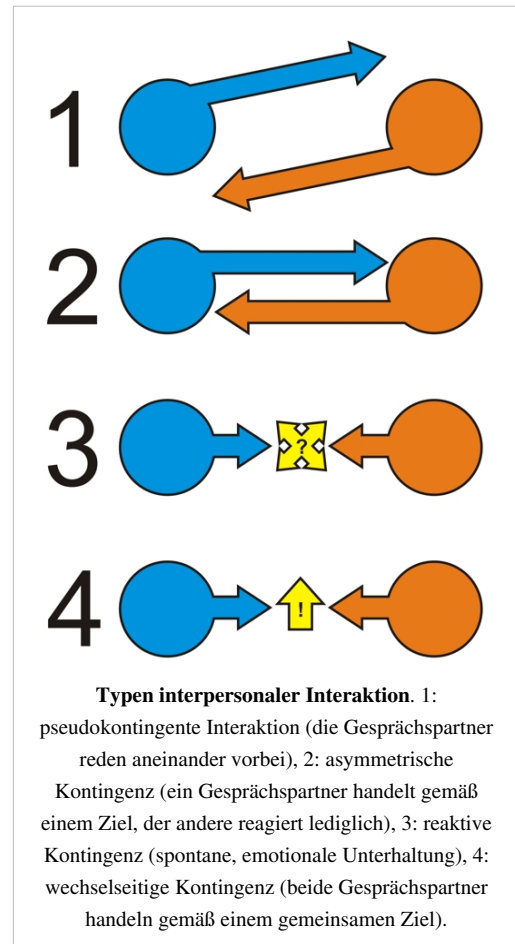 1
2
3
?
4
!
Typen interpersonaler Interaktion. 1:
pseudokontingente Interaktion (die Gesprächspartner
reden aneinander vorbei), 2: asymmetrische
Kontingenz (ein Gesprächspartner handelt gemäß
einem Ziel, der andere reagiert lediglich), 3: reaktive
Kontingenz (spontane, emotionale Unterhaltung), 4:
wechselseitige Kontingenz (beide Gesprächspartner
handeln gemäß einem gemeinsamen Ziel).